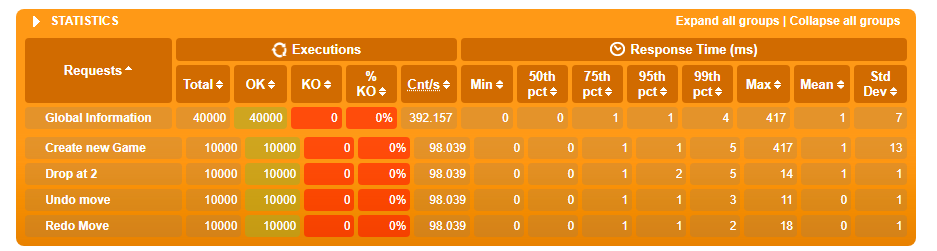 STATISTICS Expand all groups | Collapse all groups
Requests Executions Response Time (ms)
Total OK KO % KO Cnt/s Min 50th pct 75th pct 95th pct 99th pct Max Mean Std Dev
Global Information 40000 40000 0 0% 392.157 0 0 1 1 4 417 1 7
Create new Game 10000 10000 0 0% 98.039 0 0 1 1 5 417 1 13
Drop at 2 10000 10000 0 0% 98.039 0 0 1 2 5 14 1 1
Undo move 10000 10000 0 0% 98.039 0 0 1 1 3 11 0 1
Redo Move 10000 10000 0 0% 98.039 0 0 1 1 2 18 0 1